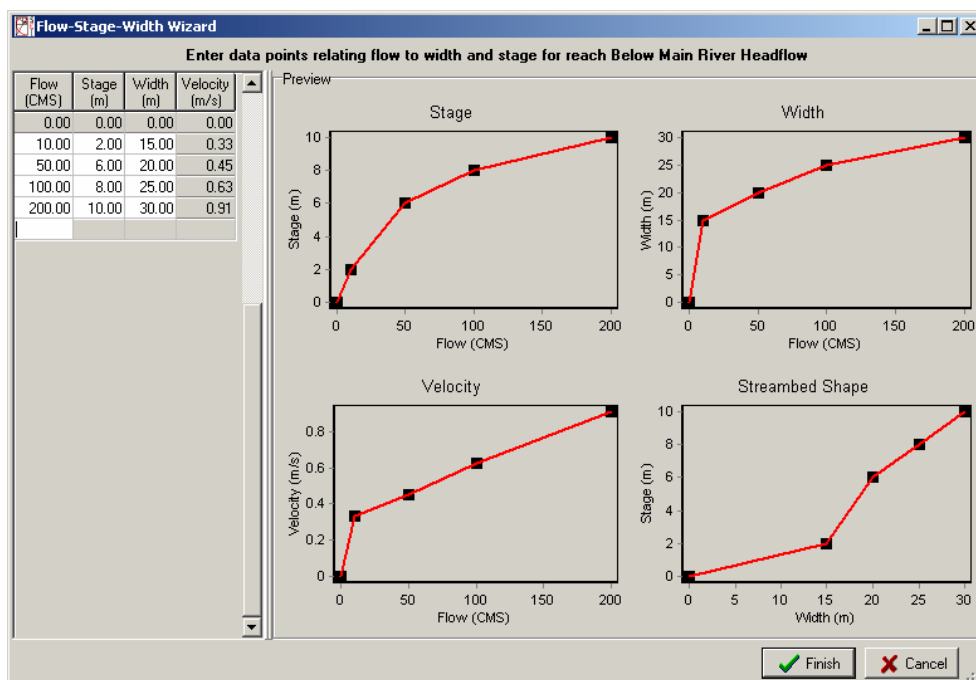 Flow-Stage-Width Wizard
Enter data points relating flow to width and stage for reach Below Main River Headflow
Flow (CMS) Stage (m) Width (m) Velocity (m/s)
0.00 0.00 0.00 0.00
10.00 2.00 15.00 0.33
50.00 6.00 20.00 0.45
100.00 8.00 25.00 0.63
200.00 10.00 30.00 0.91
Preview
Stage
10
8
6
4
2
0
Stage (m)
0 50 100 150 200
Flow (CMS)
Width
30
25
20
15
10
5
0
Width (m)
0 50 100 150 200
Flow (CMS)
Velocity
0.8
0.6
0.4
0.2
0
Velocity (m/s)
0 50 100 150 200
Flow (CMS)
Streambed Shape
10
8
6
4
2
0
Stage (m)
0 5 10 15 20 25 30
Width (m)
Finish
Cancel